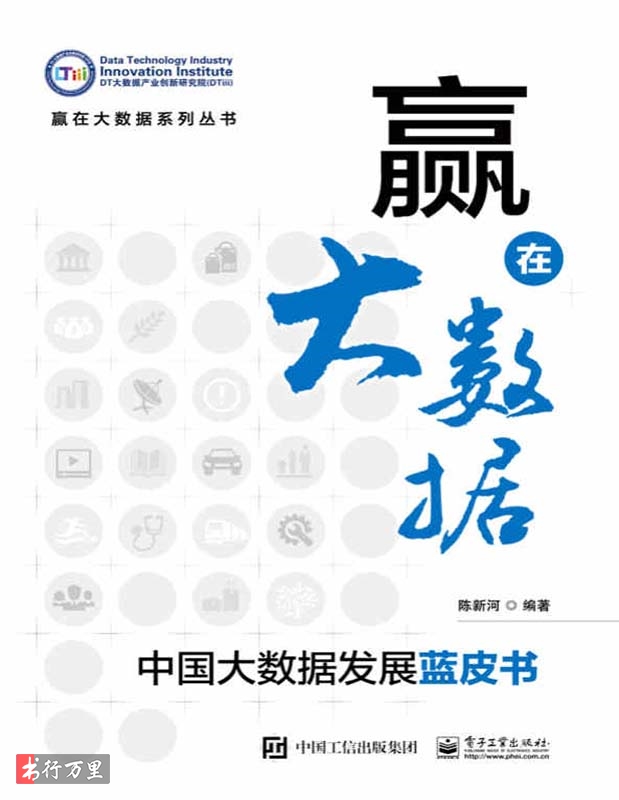 Data Technology Industry
Innovation Institute
DT大数据产业创新研究院(DTiii)
赢在大数据系列丛书
赢
在
大
数
据
陈新河 编著
中国大数据发展蓝皮书
中国工信出版集团
电子工业出版社
http://www.phei.com.cn
书行万里